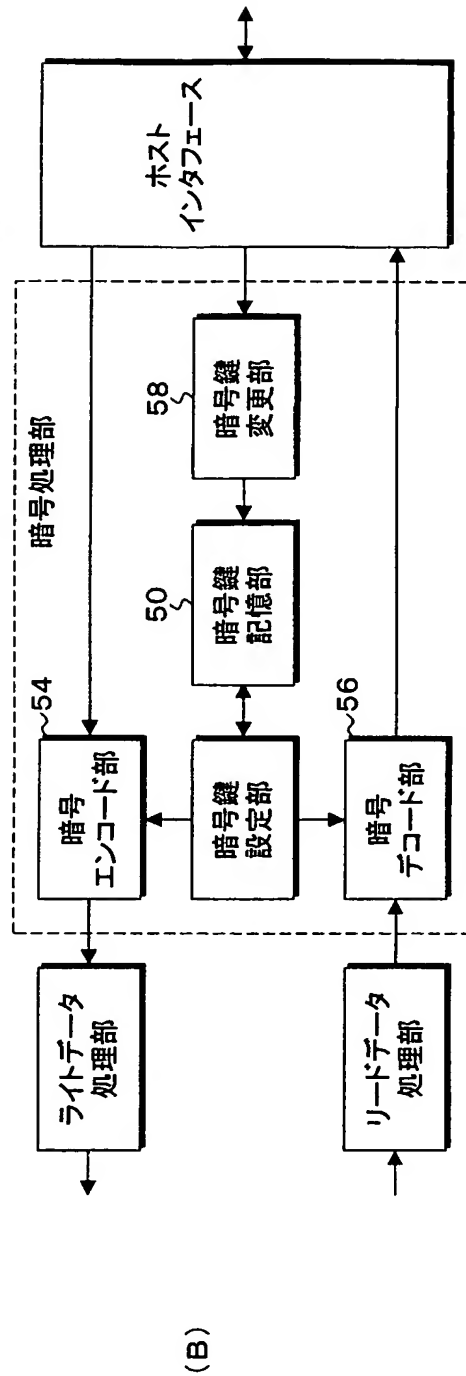 (B)
ライトデータ
処理部
リードデータ
処理部
暗号処理部
54
暗号
エンコード部
暗号鍵
設定部
56
暗号
デコード部
50
暗号鍵
記憶部
58
暗号鍵
変更部
ホスト
インタフェース